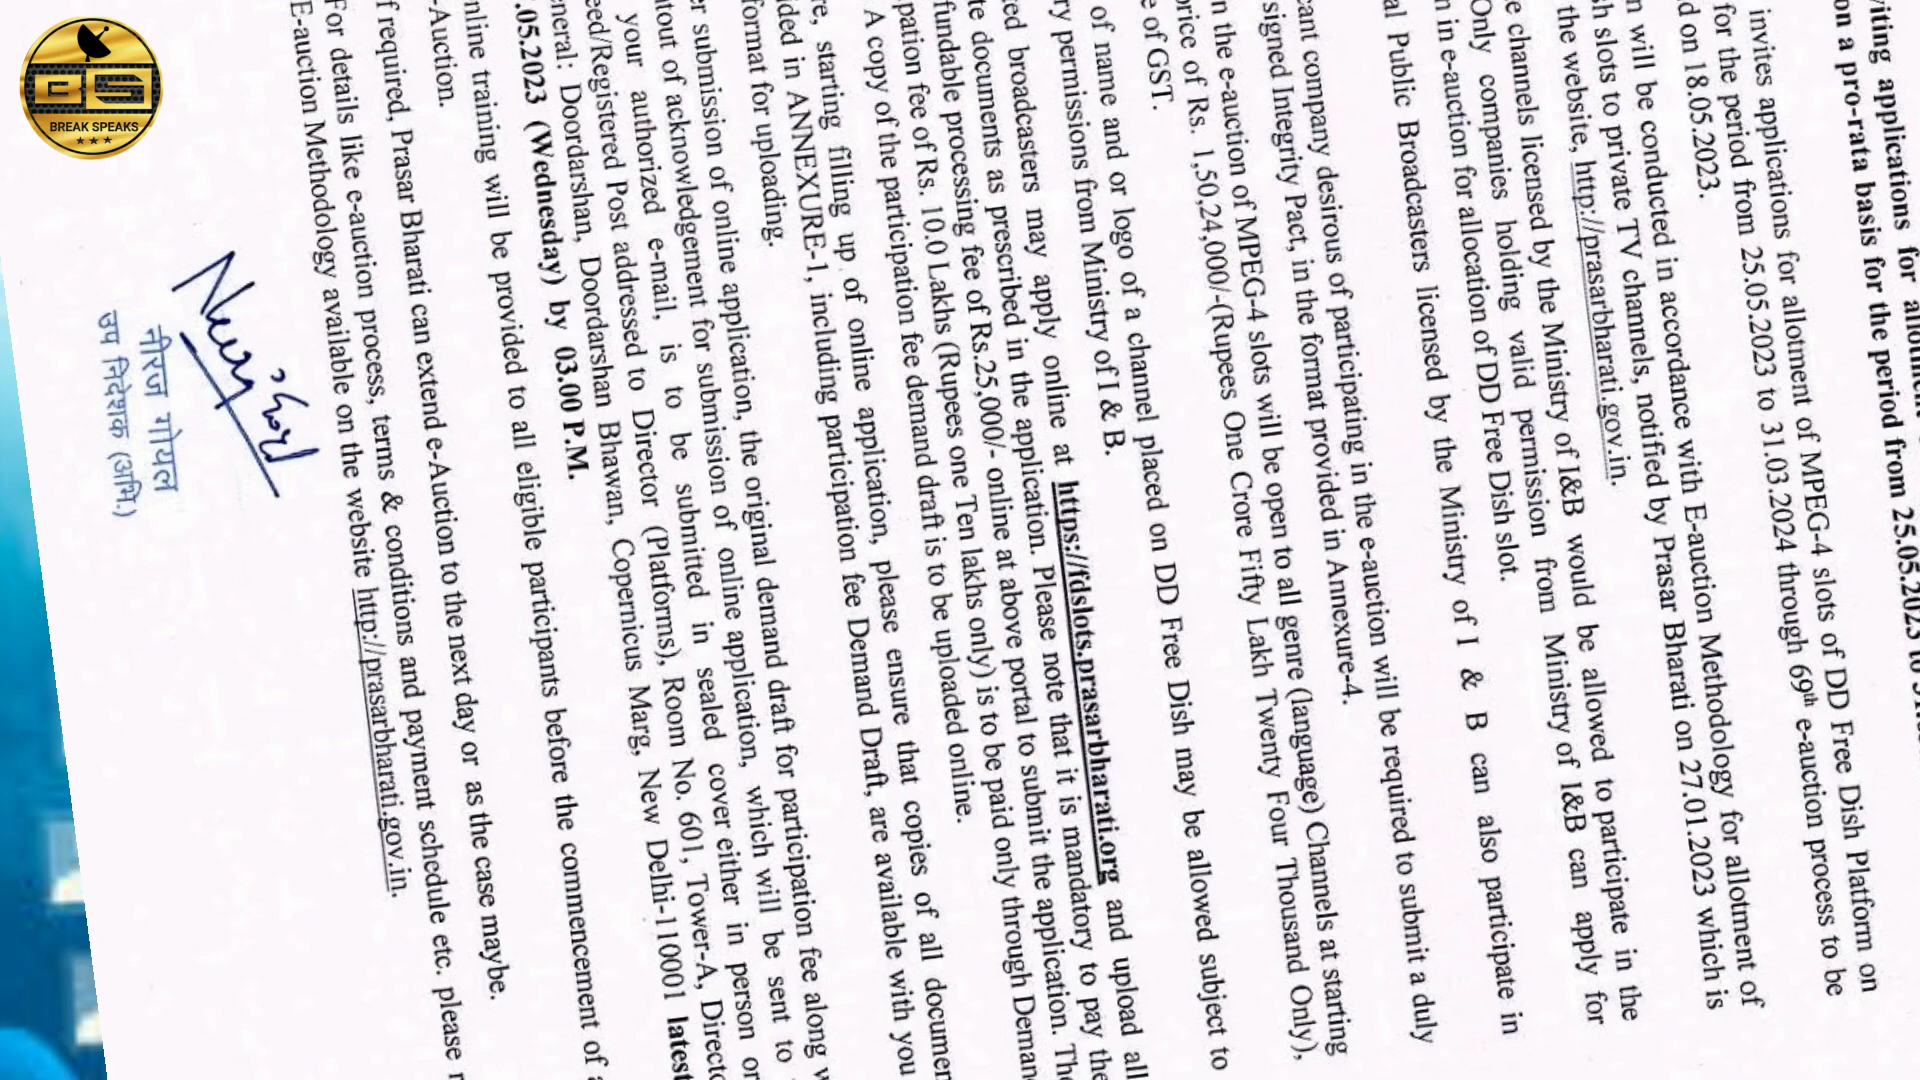 BS
BREAK SPEAKS
viting applications for allotment
on a pro-rata basis for the period from 25.05.2023 to
invites applications for allotment of MPEG-4 slots of DD Free Dish Platform on
for the period from 25.05.2023 to 31.03.2024 through 69th e-auction process to be
d on 18.05.2023.
n will be conducted in accordance with E-auction Methodology for allotment of
sh slots to private TV channels, notified by Prasar Bharati on 27.01.2023 which is
the website, http://prasarbharati.gov.in.
e channels licensed by the Ministry of I&B would be allowed to participate in the
Only companies holding valid permission from Ministry of I&B can apply for
n in e-auction for allocation of DD Free Dish slot.
al Public Broadcasters licensed by the Ministry of I & B can also participate in
cant company desirous of participating in the e-auction will be required to submit a duly
signed Integrity Pact, in the format provided in Annexure-4.
n the e-auction of MPEG-4 slots will be open to all genre (language) Channels at starting
price of Rs. 1,50,24,000/-(Rupees One Crore Fifty Lakh Twenty Four Thousand Only),
e of GST.
of name and or logo of a channel placed on DD Free Dish may be allowed subject to
ry permissions from Ministry of I & B.
red broadcasters may apply online at https://fdslots.prasarbharati.org and upload all
te documents as prescribed in the application. Please note that it is mandatory to pay the
fundable processing fee of Rs.25,000/- online at above portal to submit the application. The
pation fee of Rs. 10.0 Lakhs (Rupees one Ten lakhs only) is to be paid only through Deman
A copy of the participation fee demand draft is to be uploaded online.
re, starting filling up of online application, please ensure that copies of all documen
ided in ANNEXURE-1, including participation fee Demand Draft, are available with you
format for uploading.
er submission of online application, the original demand draft for participation fee along w
tout of acknowledgement for submission of online application, which will be sent to
your authorized e-mail, is to be submitted in sealed cover either in person or
eed/Registered Post addressed to Director (Platforms), Room No. 601, Tower-A, Directo
eneral: Doordarshan, Doordarshan Bhawan, Copernicus Marg, New Delhi-110001 latest
.05.2023 (Wednesday) by 03.00 P.M.
nline training will be provided to all eligible participants before the commencement of a
-Auction.
f required, Prasar Bharati can extend e-Auction to the next day or as the case maybe.
For details like e-auction process, terms & conditions and payment schedule etc. please r
E-auction Methodology available on the website http://prasarbharati.gov.in.
नीरज गोयल
उप निदेशक (अभि.)